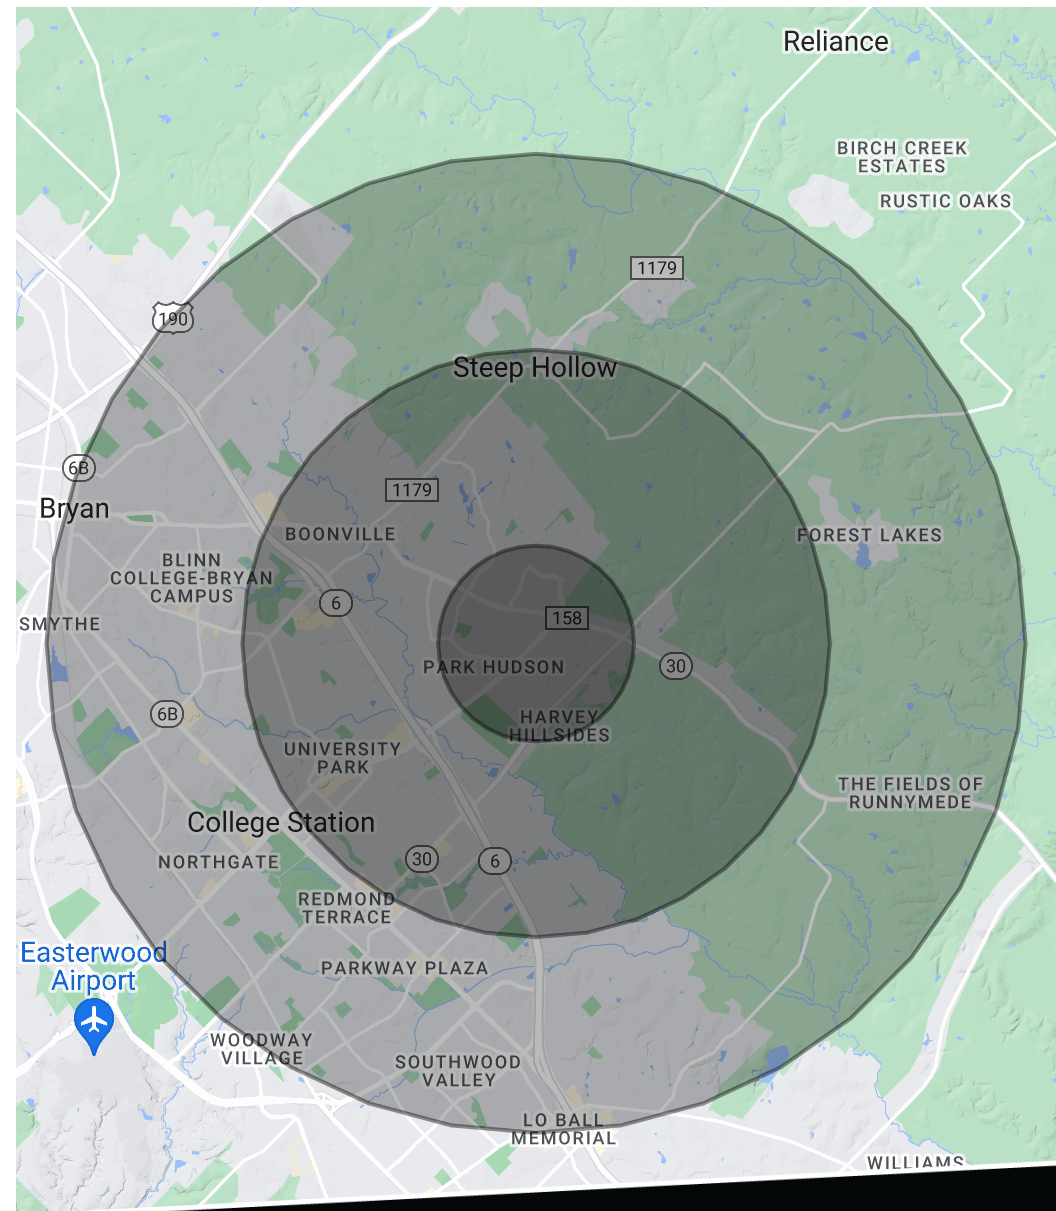 Reliance
BIRCH CREEK
ESTATES
RUSTIC OAKS
1179
190
Steep Hollow
6B
1179
Bryan
BOONVILLE
FOREST LAKES
BLINN
COLLEGE-BRYAN
CAMPUS
6
158
SMYTHE
PARK HUDSON
30
6B
HARVEY
HILLSIDES
UNIVERSITY
PARK
THE FIELDS OF
RUNNYMEDE
College Station
NORTHGATE
30
6
REDMOND
TERRACE
Easterwood
Airport
PARKWAY PLAZA
WOODWAY
VILLAGE
SOUTHWOOD
VALLEY
LO BALL
MEMORIAL
WILLIAMS